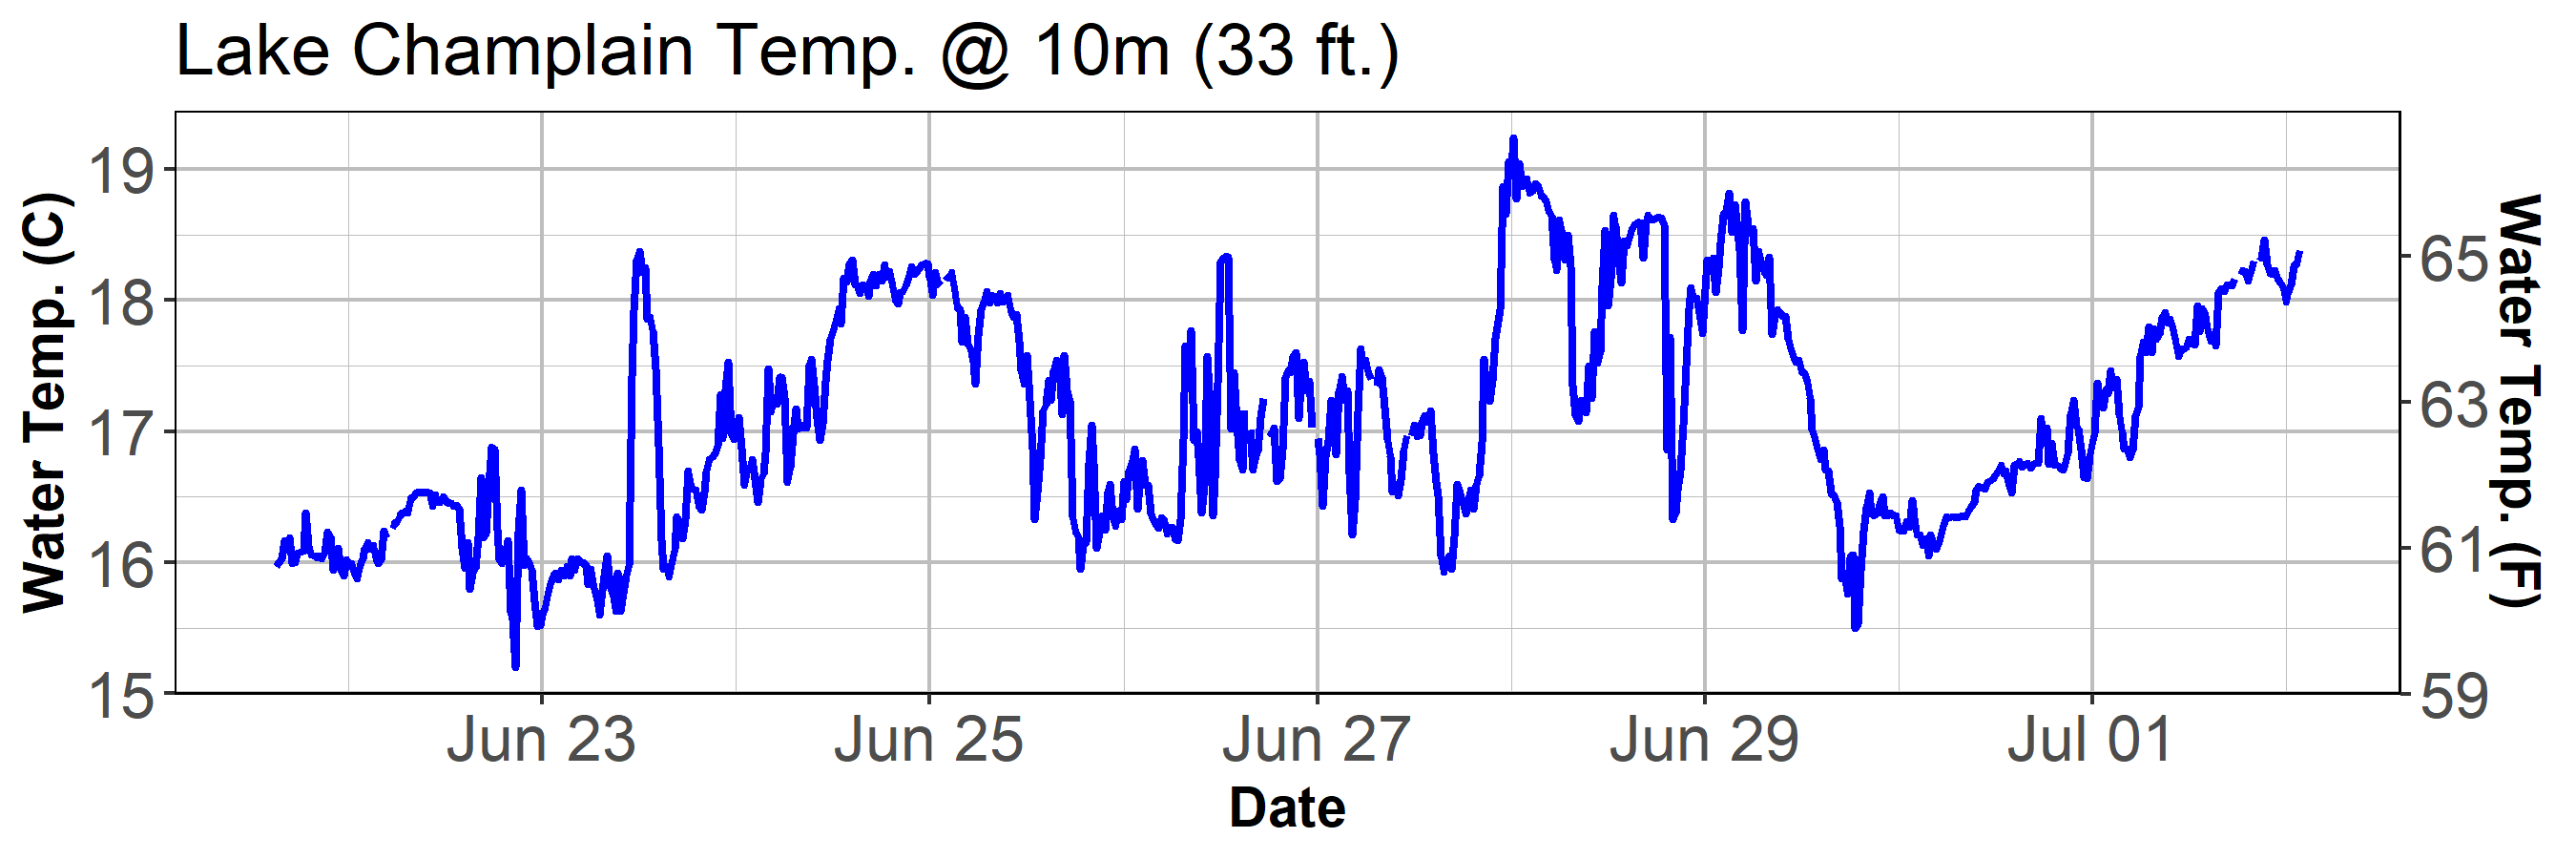 Lake Champlain Temp. @ 10m (33 ft.)
Water Temp. (C)
19
18
17
16
15
Water Temp. (F)
65
63
61
59
Jun 23 Jun 25 Jun 27 Jun 29 Jul 01
Date